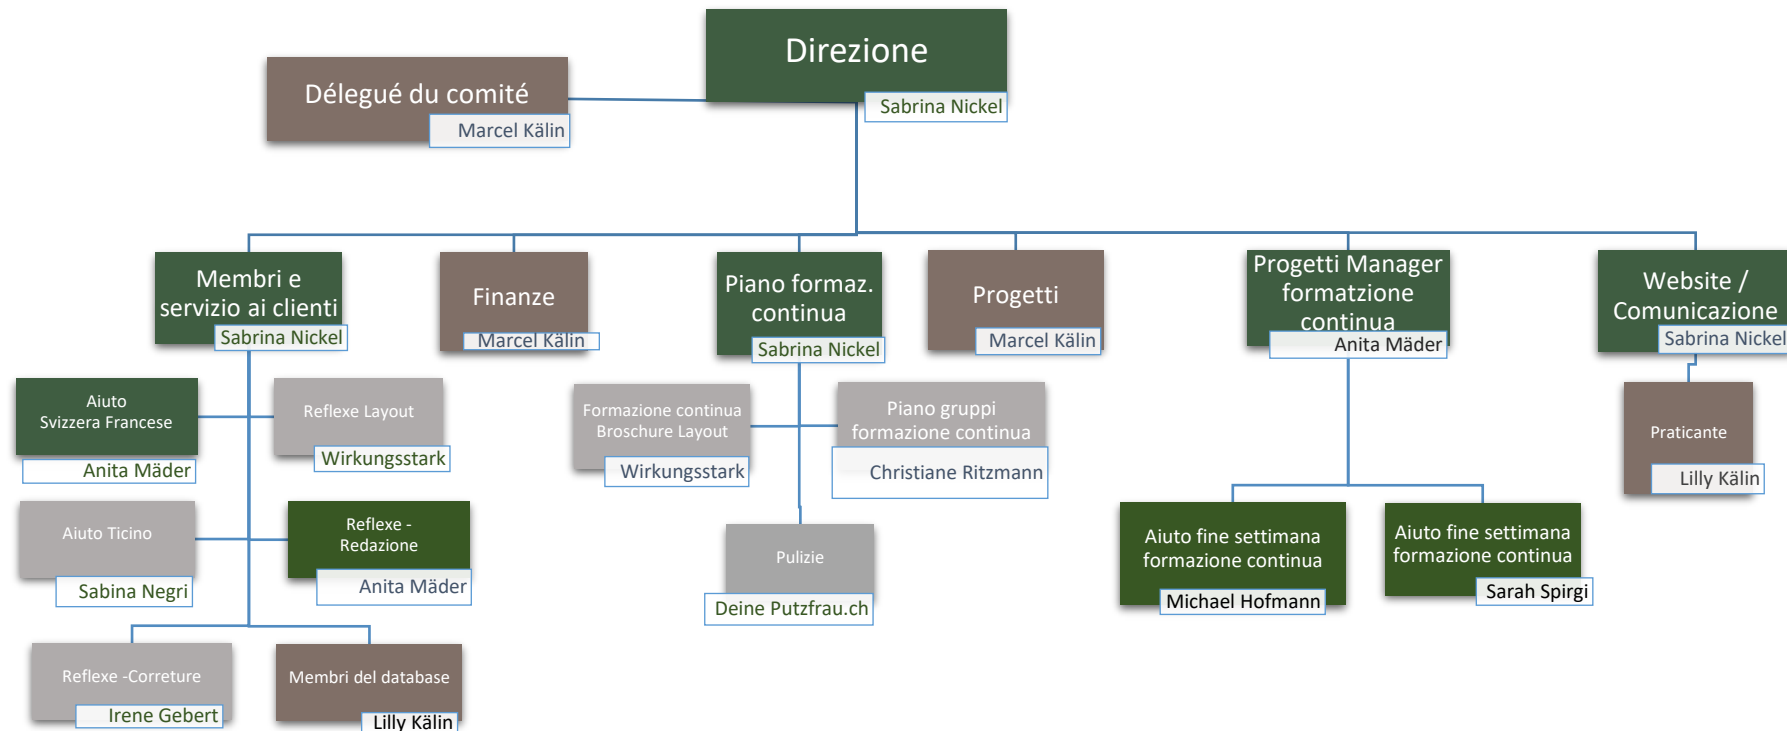 Direzione
Sabrina Nickel
Délegué du comité
Marcel Kälin
Membri e
servizio ai clienti
Sabrina Nickel
Finanze
Marcel Kälin
Piano formaz.
continua
Sabrina Nickel
Progetti
Marcel Kälin
Progetti Manager
formatzione
continua
Anita Mäder
Website /
Comunicazione
Sabrina Nickel
Aiuto
Svizzera Francese
Anita Mäder
Reflexe Layout
Wirkungsstark
Formazione continua
Broschure Layout
Wirkungsstark
Piano gruppi
formazione continua
Christiane Ritzmann
Praticante
Lilly Kälin
Aiuto Ticino
Sabina Negri
Reflexe -
Redazione
Anita Mäder
Pulizie
Deine Putzfrau.ch
Aiuto fine settimana
formazione continua
Michael Hofmann
Aiuto fine settimana
formazione continua
Sarah Spirgi
Reflexe -Correture
Irene Gebert
Membri del database
Lilly Kälin